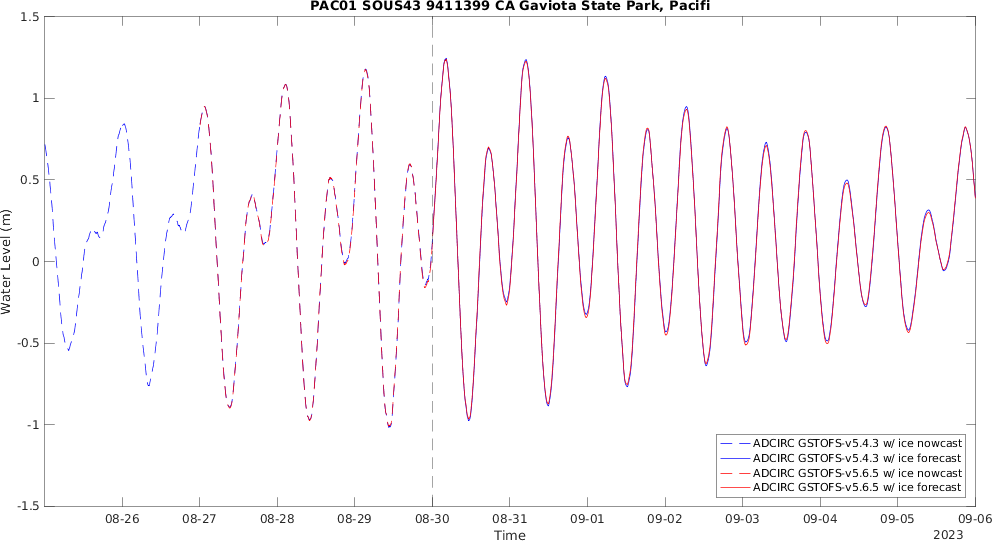 PAC01 SOUS43 9411399 CA Gaviota State Park, Pacifi
1.5
1
0.5
0
-0.5
-1
-1.5
Water Level (m)
08-26
08-27
08-28
08-29
08-30
08-31
09-01
09-02
09-03
09-04
09-05
09-06
Time
2023
ADCIRC GSTOFS-v5.4.3 w/ ice nowcast
ADCIRC GSTOFS-v5.4.3 w/ ice forecast
ADCIRC GSTOFS-v5.6.5 w/ ice nowcast
ADCIRC GSTOFS-v5.6.5 w/ ice forecast